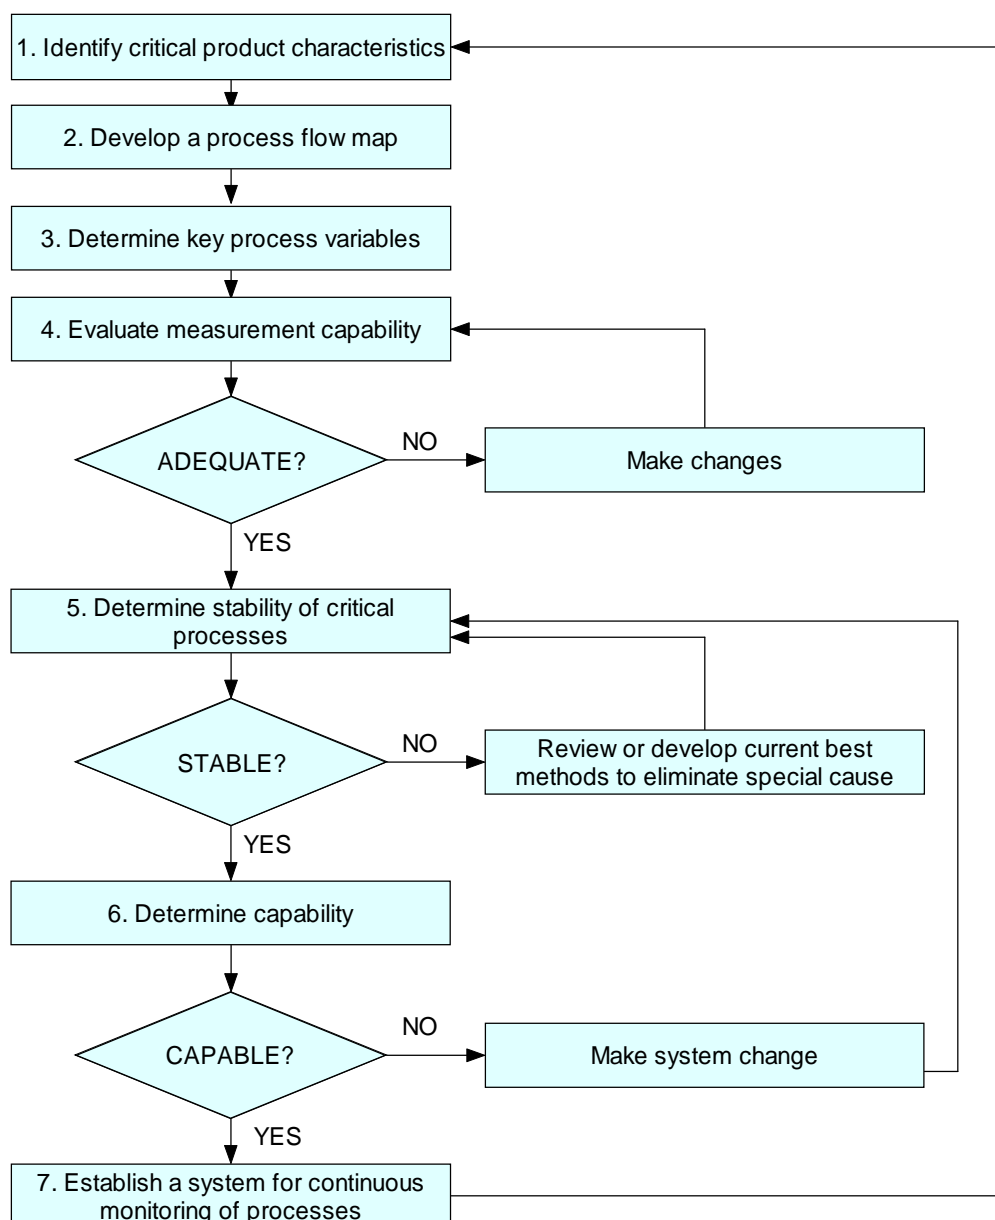 1. Identify critical product characteristics
2. Develop a process flow map
3. Determine key process variables
4. Evaluate measurement capability
ADEQUATE?
NO
Make changes
YES
5. Determine stability of critical
processes
STABLE?
NO
Review or develop current best
methods to eliminate special cause
YES
6. Determine capability
CAPABLE?
NO
Make system change
YES
7. Establish a system for continuous
monitoring of processes